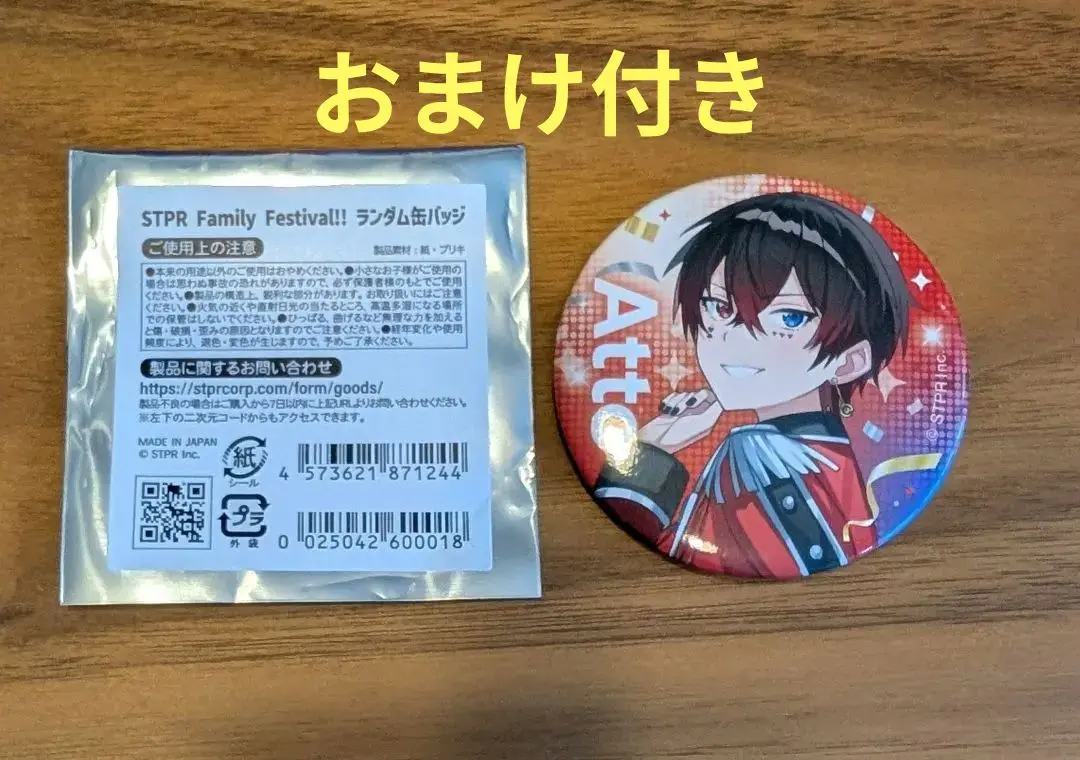 おまけ付き
STPR Family Festival!! ランダム缶バッジ
ご使用上の注意
製品素材:紙・ブリキ
●本来の用途以外のご使用はおやめください。●小さなお子様がご使用の
場合は思わぬ事故の恐れがありますので、必ず保護者様のもとでご使用
ください。●製品の構造上、鋭利な部分があります。お取り扱いにはご注意
ください。●火気の近くや直射日光の当たるところ、高温多湿になる場所
での保管はしないでください。●ひっぱる、曲げるなど無理な力を加える
と傷・破損・歪みの原因となりますのでご注意ください。●経年変化や使用
頻度により、退色・変色が生じますので、予めご了承ください。
製品に関するお問い合わせ
https://stprcorp.com/form/goods/
製品不良の場合はご購入から7日以内に上記URLよりお問い合わせください。
※左下の二次元コードからもアクセスできます。
MADE IN JAPAN
© STPR Inc.
紙
シール
4 573621 871244
プラ
外 袋
0 025042 600018
Att
© STPR Inc.